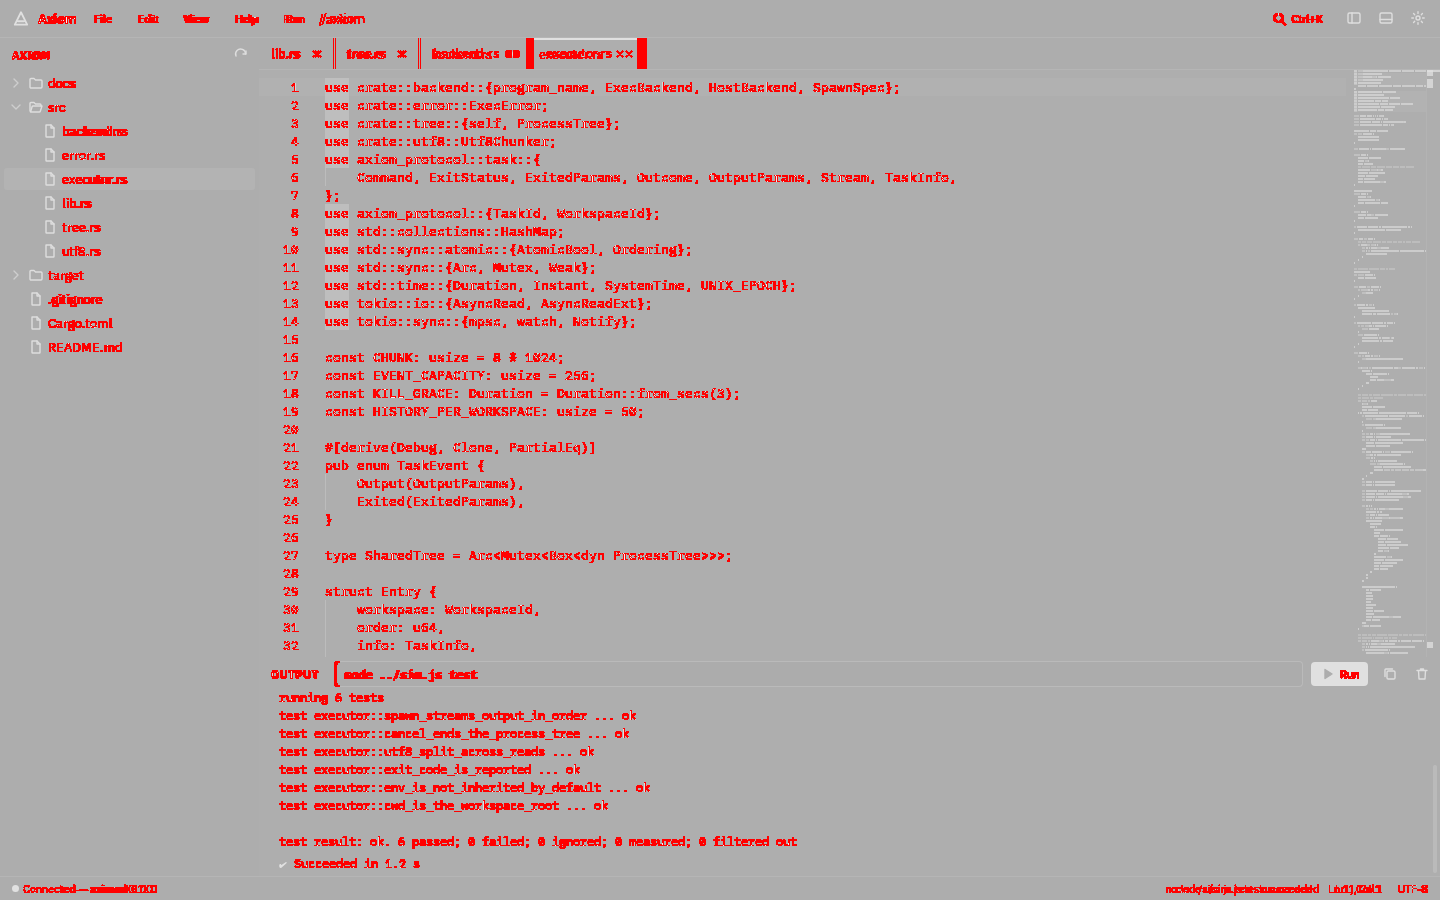 Axiom File Edit View Help Run //axiom Ctrl+K
AXIOM
lib.rs tree.rs backend.rs executor.rs
docs
src
backend.rs
error.rs
executor.rs
lib.rs
tree.rs
utf8.rs
target
.gitignore
Cargo.toml
README.md
1 use crate::backend::{program_name, ExecBackend, HostBackend, SpawnSpec};
2 use crate::error::ExecError;
3 use crate::tree::{self, ProcessTree};
4 use crate::utf8::Utf8Chunker;
5 use axiom_protocol::task::{
6 Command, ExitStatus, ExitedParams, Outcome, OutputParams, Stream, TaskInfo,
7 };
8 use axiom_protocol::{TaskId, WorkspaceId};
9 use std::collections::HashMap;
10 use std::sync::atomic::{AtomicBool, Ordering};
11 use std::sync::{Arc, Mutex, Weak};
12 use std::time::{Duration, Instant, SystemTime, UNIX_EPOCH};
13 use tokio::io::{AsyncRead, AsyncReadExt};
14 use tokio::sync::{mpsc, watch, Notify};
15
16 const CHUNK: usize = 8 * 1024;
17 const EVENT_CAPACITY: usize = 256;
18 const KILL_GRACE: Duration = Duration::from_secs(3);
19 const HISTORY_PER_WORKSPACE: usize = 50;
20
21 #[derive(Debug, Clone, PartialEq)]
22 pub enum TaskEvent {
23 Output(OutputParams),
24 Exited(ExitedParams),
25 }
26
27 type SharedTree = Arc<Mutex<Box<dyn ProcessTree>>>;
28
29 struct Entry {
30 workspace: WorkspaceId,
31 order: u64,
32 info: TaskInfo,
OUTPUT node ../sim.js test Run
running 6 tests
test executor::spawn_streams_output_in_order ... ok
test executor::cancel_ends_the_process_tree ... ok
test executor::utf8_split_across_reads ... ok
test executor::exit_code_is_reported ... ok
test executor::env_is_not_inherited_by_default ... ok
test executor::cwd_is_the_workspace_root ... ok
test result: ok. 6 passed; 0 failed; 0 ignored; 0 measured; 0 filtered out
✓ Succeeded in 1.2 s
Connected — Ln 1, Col 1 UTF-8